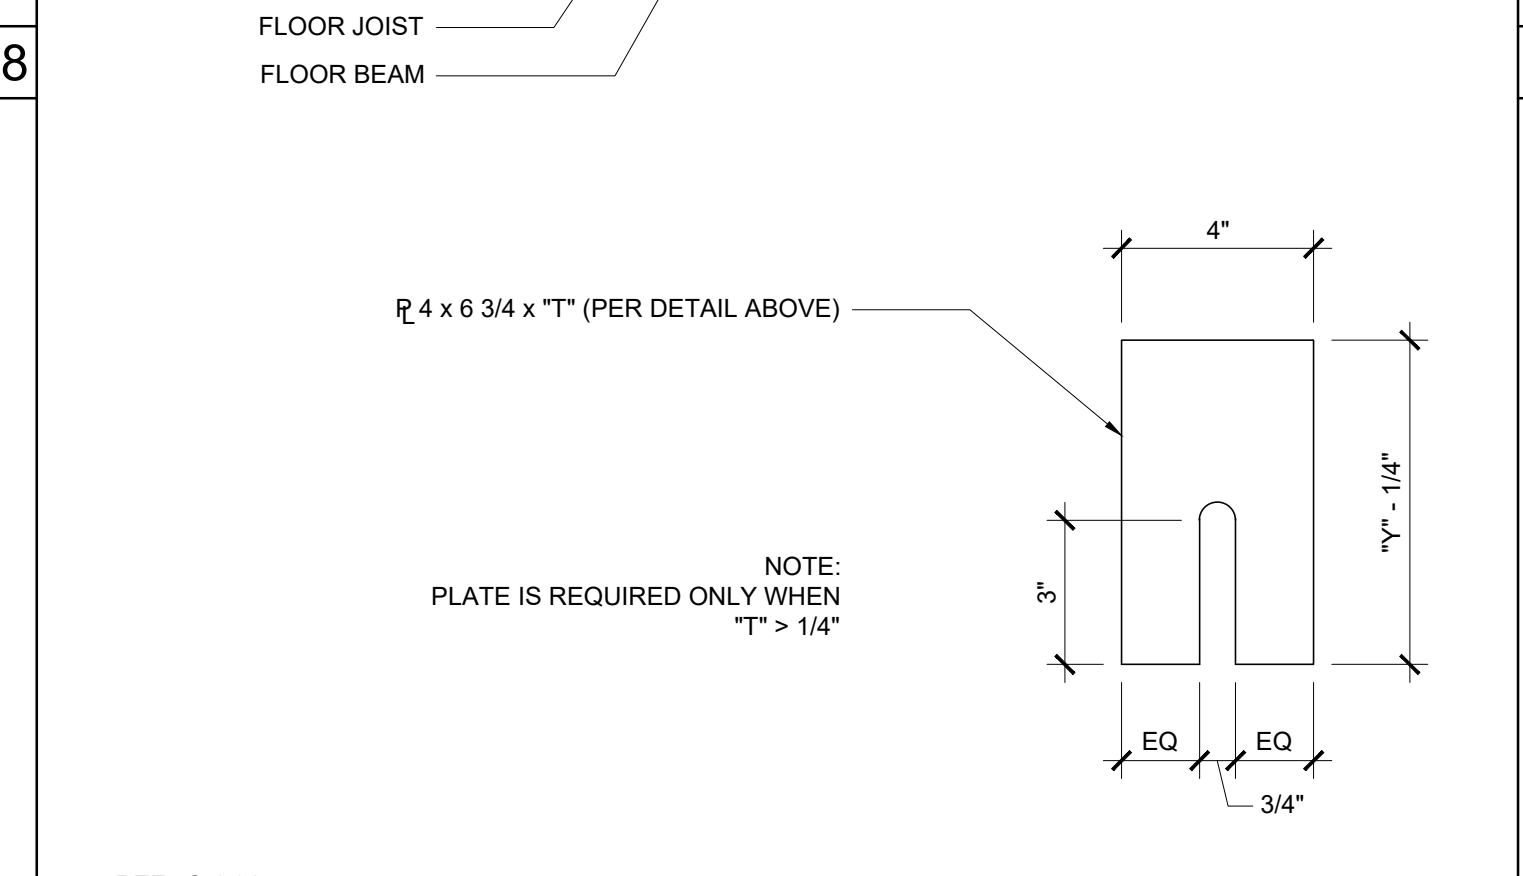 FLOOR JOIST
8
FLOOR BEAM
4"
℄ 4 x 6 3/4 x "T" (PER DETAIL ABOVE)
"Y" - 1/4"
3"
NOTE:
PLATE IS REQUIRED ONLY WHEN
"T" > 1/4"
EQ
EQ
3/4"